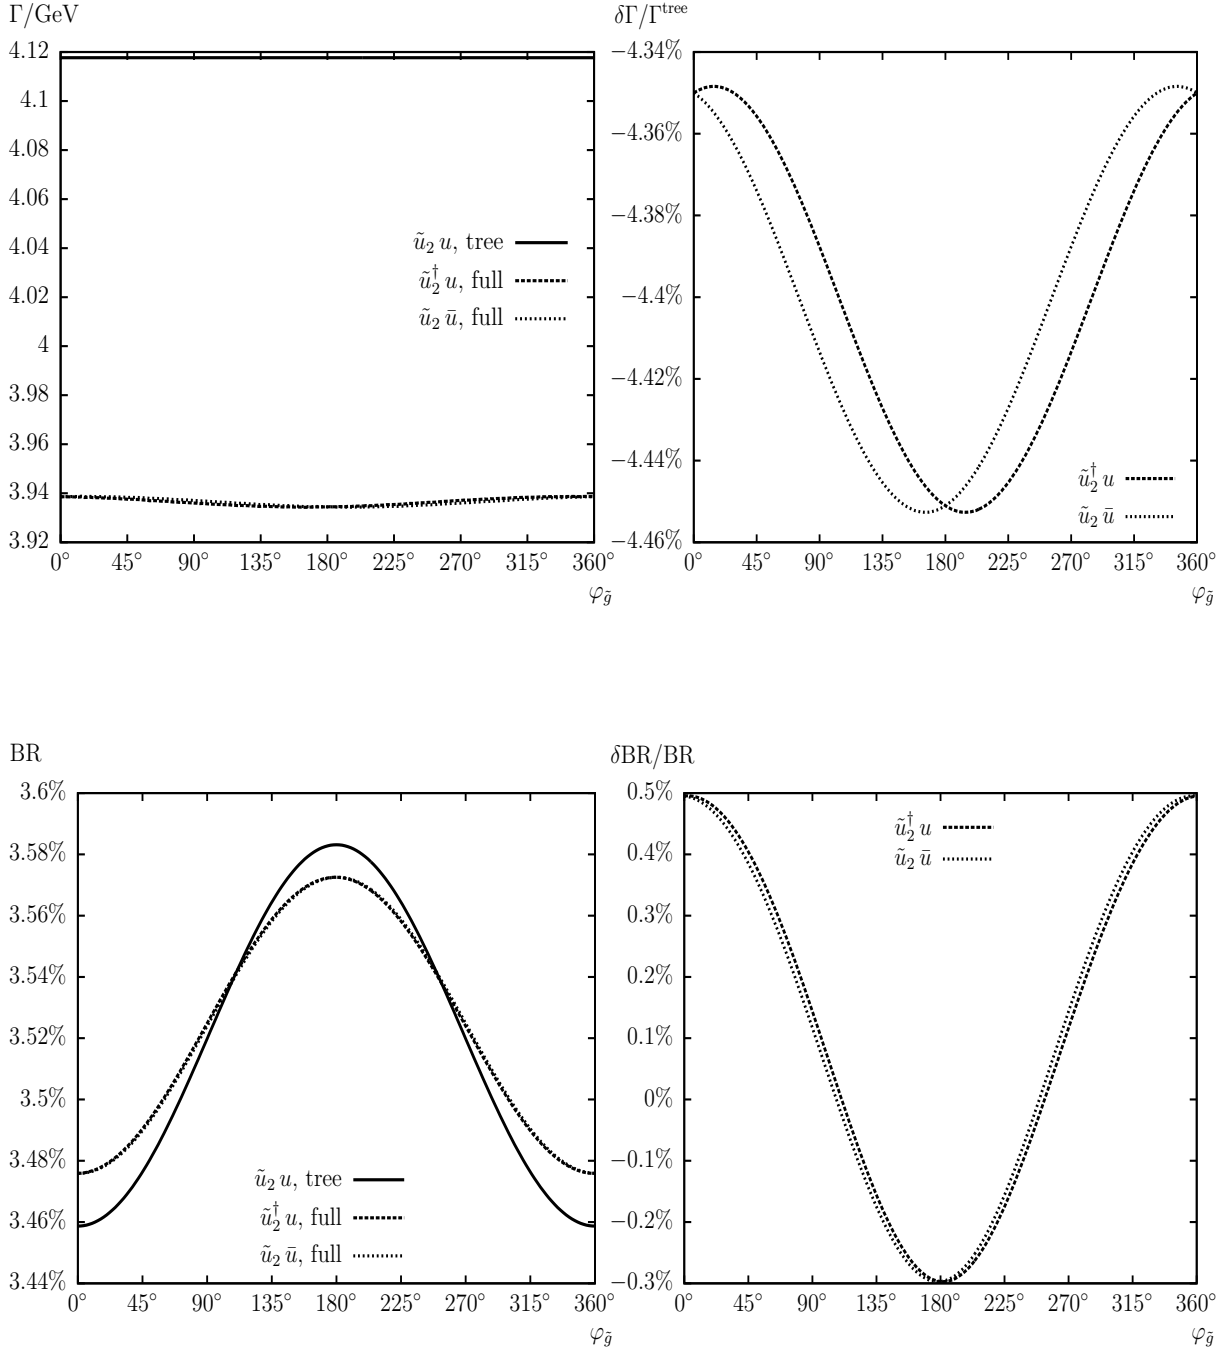 Γ/GeV
4.12
4.1
4.08
4.06
4.04
4.02
4
3.98
3.96
3.94
3.92
ũ₂ u, tree
ũ₂† u, full
ũ₂ ū, full
0° 45° 90° 135° 180° 225° 270° 315° 360°
φ_g̃
δΓ/Γ^tree
−4.34%
−4.36%
−4.38%
−4.4%
−4.42%
−4.44%
−4.46%
ũ₂† u
ũ₂ ū
0° 45° 90° 135° 180° 225° 270° 315° 360°
φ_g̃
BR
3.6%
3.58%
3.56%
3.54%
3.52%
3.5%
3.48%
3.46%
3.44%
ũ₂ u, tree
ũ₂† u, full
ũ₂ ū, full
0° 45° 90° 135° 180° 225° 270° 315° 360°
φ_g̃
δBR/BR
0.5%
0.4%
0.3%
0.2%
0.1%
0%
−0.1%
−0.2%
−0.3%
ũ₂† u
ũ₂ ū
0° 45° 90° 135° 180° 225° 270° 315° 360°
φ_g̃